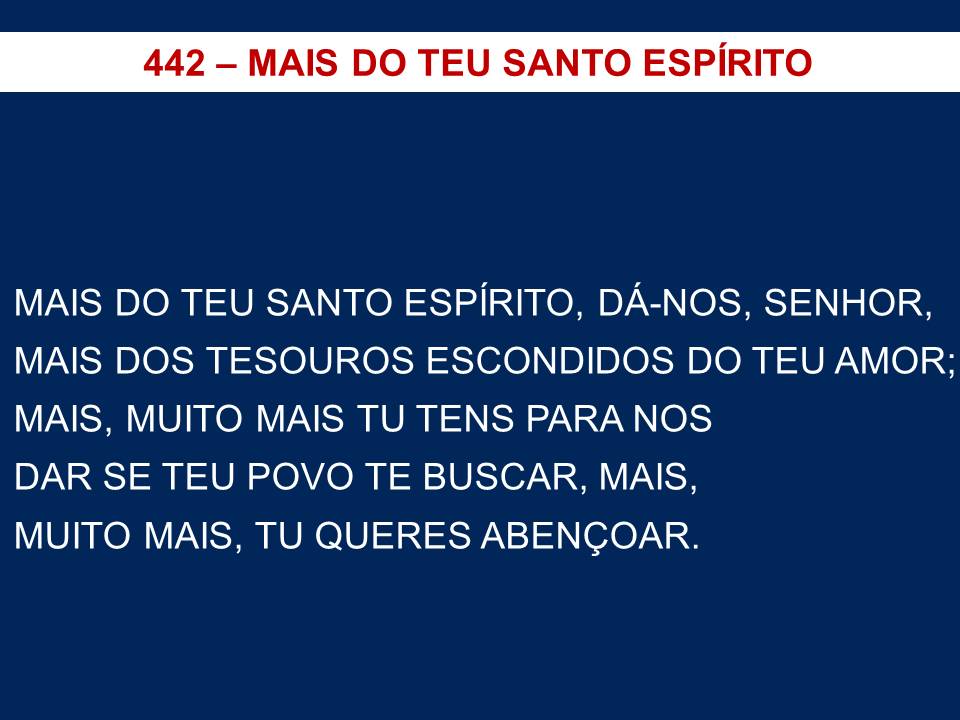 442 – MAIS DO TEU SANTO ESPÍRITO
MAIS DO TEU SANTO ESPÍRITO, DÁ-NOS, SENHOR,
MAIS DOS TESOUROS ESCONDIDOS DO TEU AMOR;
MAIS, MUITO MAIS TU TENS PARA NOS
DAR SE TEU POVO TE BUSCAR, MAIS,
MUITO MAIS, TU QUERES ABENÇOAR.